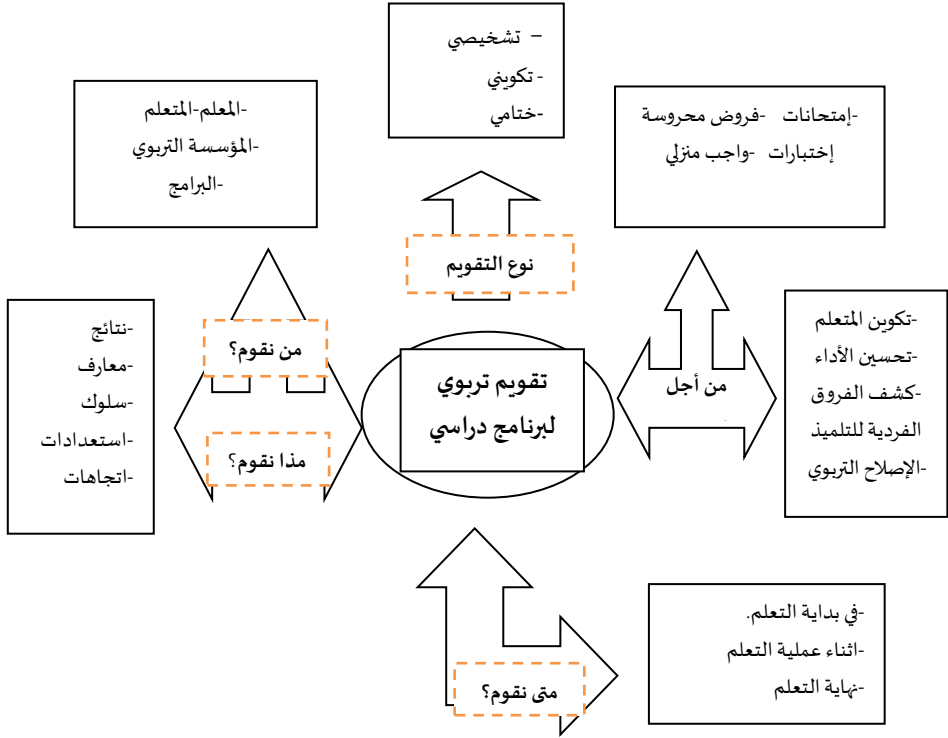 – تشخيصي
- تكويني
-ختامي
-إمتحانات -فروض محروسة
إختبارات -واجب منزلي
-المعلم-المتعلم
-المؤسسة التربوي
-البرامج
نوع التقويم
-تكوين المتعلم
-تحسين الأداء
-كشف الفروق
الفردية للتلميذ
-الإصلاح التربوي
من أجل
تقويم تربوي
لبرنامج دراسي
من نقوم؟
مذا نقوم؟
-نتائج
-معارف
-سلوك
-استعدادات
-اتجاهات
-في بداية التعلم.
-اثناء عملية التعلم
-نهاية التعلم
متى نقوم؟